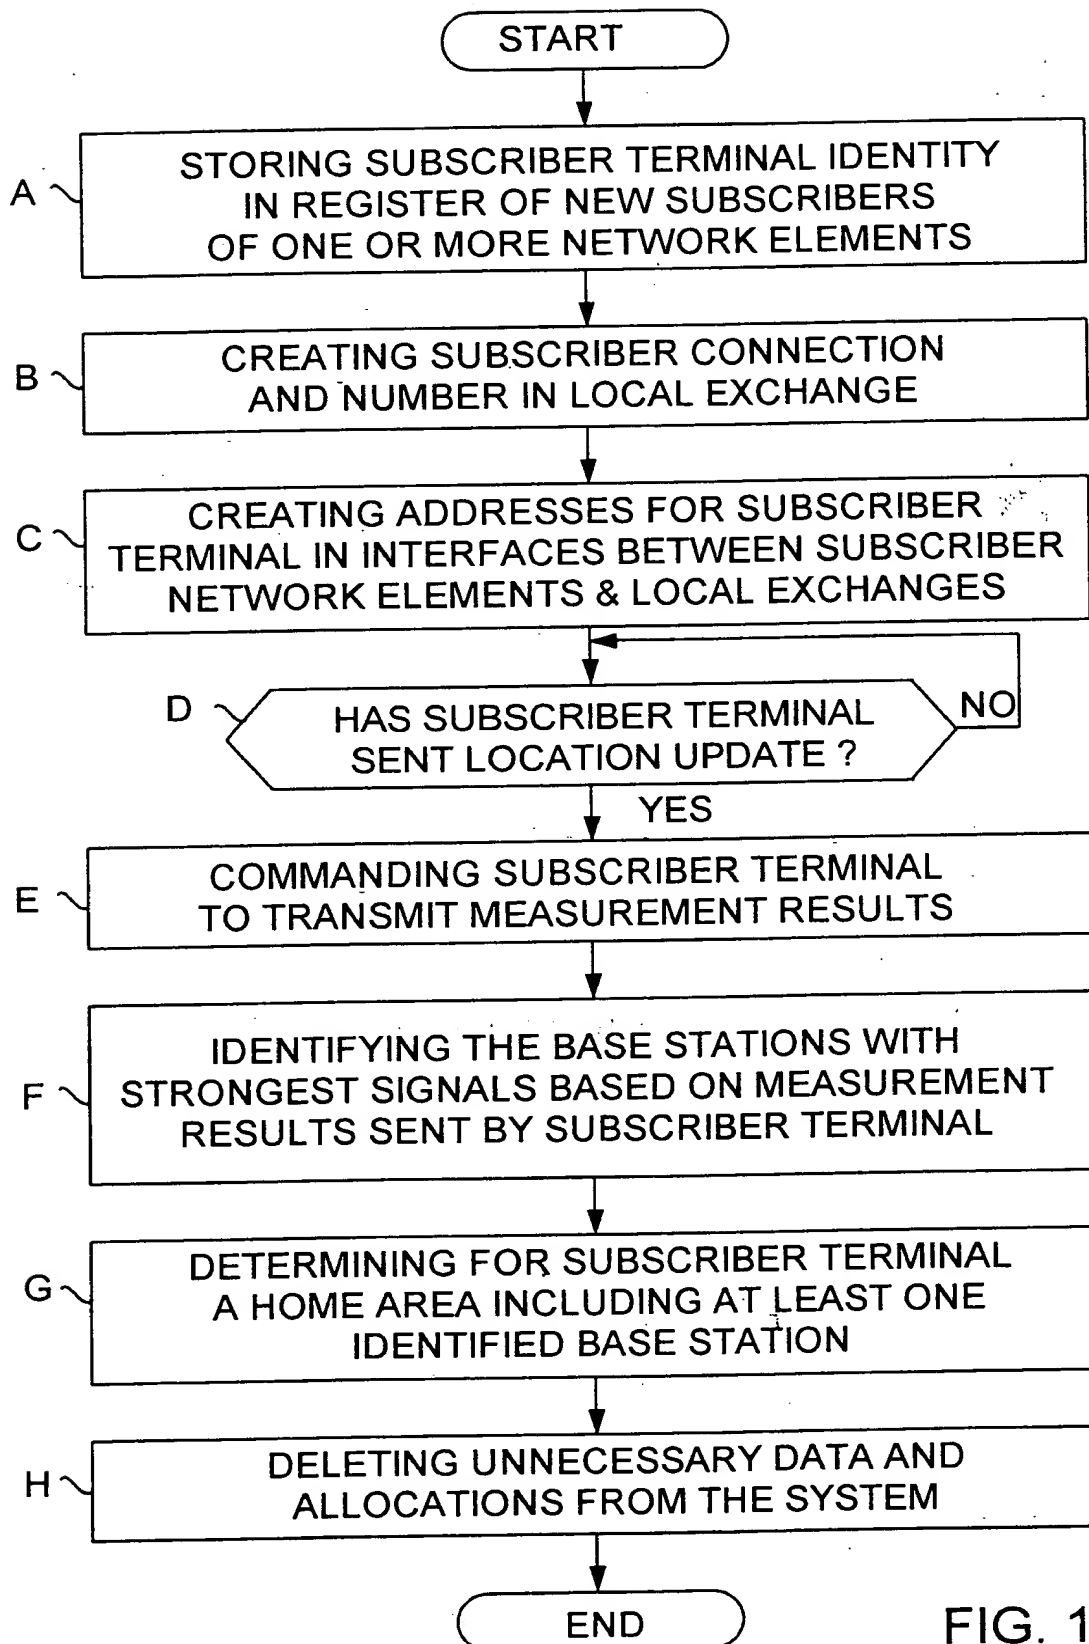 START
A
STORING SUBSCRIBER TERMINAL IDENTITY
IN REGISTER OF NEW SUBSCRIBERS
OF ONE OR MORE NETWORK ELEMENTS
B
CREATING SUBSCRIBER CONNECTION
AND NUMBER IN LOCAL EXCHANGE
C
CREATING ADDRESSES FOR SUBSCRIBER
TERMINAL IN INTERFACES BETWEEN SUBSCRIBER
NETWORK ELEMENTS & LOCAL EXCHANGES
D
HAS SUBSCRIBER TERMINAL
SENT LOCATION UPDATE ?
NO
YES
E
COMMANDING SUBSCRIBER TERMINAL
TO TRANSMIT MEASUREMENT RESULTS
F
IDENTIFYING THE BASE STATIONS WITH
STRONGEST SIGNALS BASED ON MEASUREMENT
RESULTS SENT BY SUBSCRIBER TERMINAL
G
DETERMINING FOR SUBSCRIBER TERMINAL
A HOME AREA INCLUDING AT LEAST ONE
IDENTIFIED BASE STATION
H
DELETING UNNECESSARY DATA AND
ALLOCATIONS FROM THE SYSTEM
END
FIG. 1